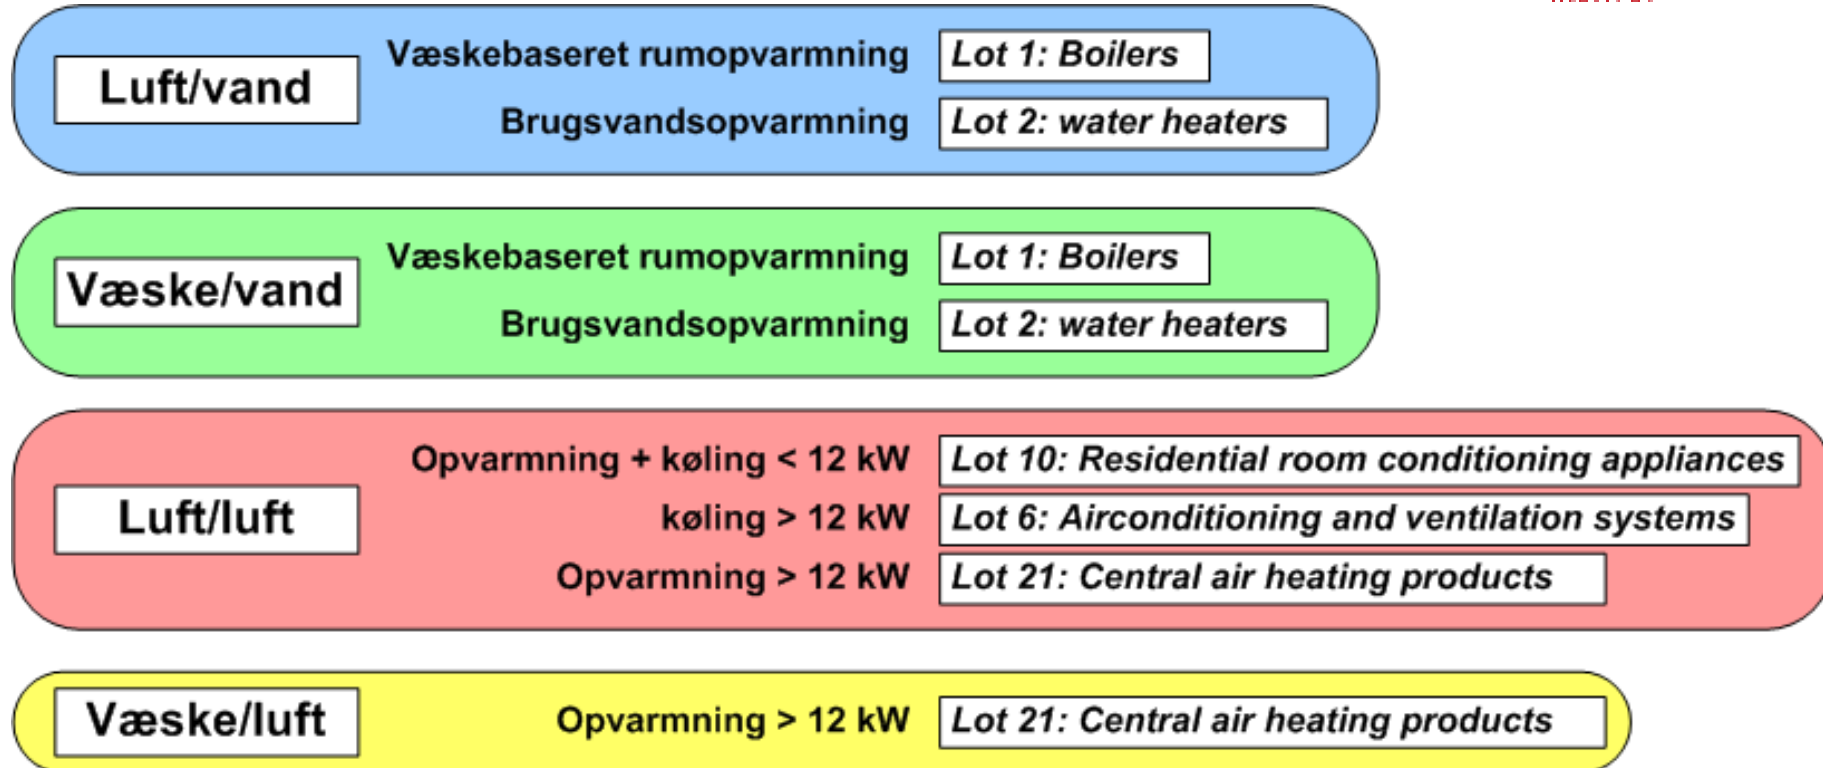 Væskebaseret rumopvarmning Lot 1: Boilers
Luft/vand
Brugsvandsopvarmning Lot 2: water heaters
Væskebaseret rumopvarmning Lot 1: Boilers
Væske/vand
Brugsvandsopvarmning Lot 2: water heaters
Opvarmning + køling < 12 kW Lot 10: Residential room conditioning appliances
Luft/luft køling > 12 kW Lot 6: Airconditioning and ventilation systems
Opvarmning > 12 kW Lot 21: Central air heating products
Væske/luft Opvarmning > 12 kW Lot 21: Central air heating products